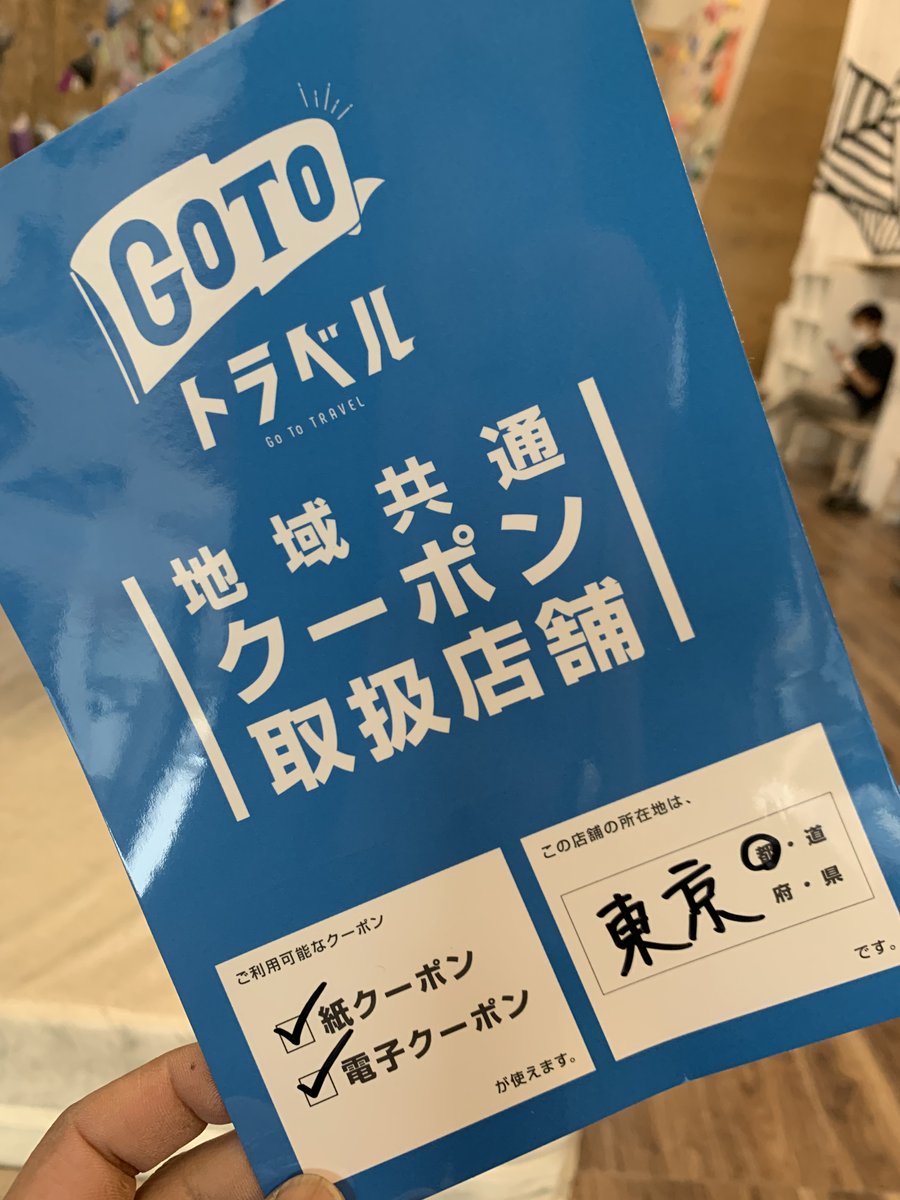 GOTO
トラベル
GO TO TRAVEL
地域共通
クーポン
取扱店舗
ご利用可能なクーポン
紙クーポン
電子クーポン
が使えます。
この店舗の所在地は、
東京 都・道
府・県
です。